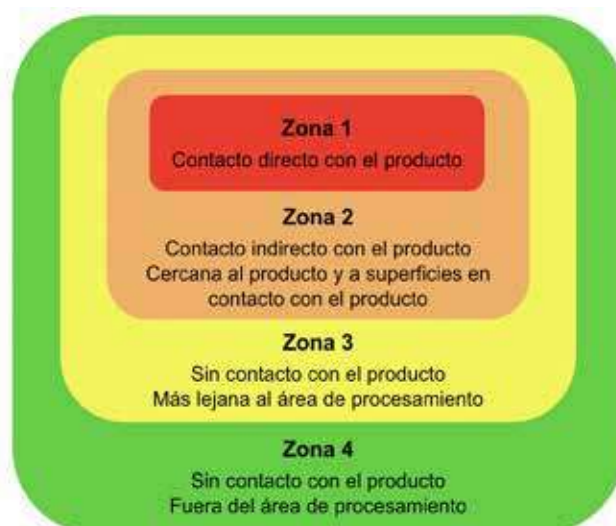 Zona 1
Contacto directo con el producto
Zona 2
Contacto indirecto con el producto
Cercana al producto y a superficies en
contacto con el producto
Zona 3
Sin contacto con el producto
Más lejana al área de procesamiento
Zona 4
Sin contacto con el producto
Fuera del área de procesamiento